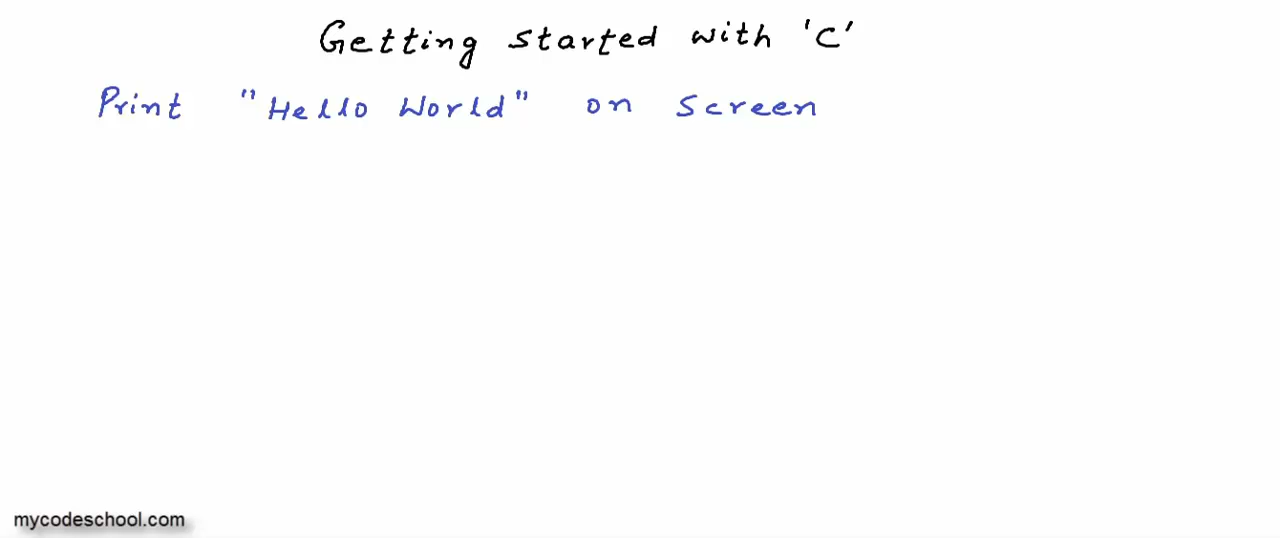 Getting started with 'C'
Print "Hello World" on Screen
mycodeschool.com